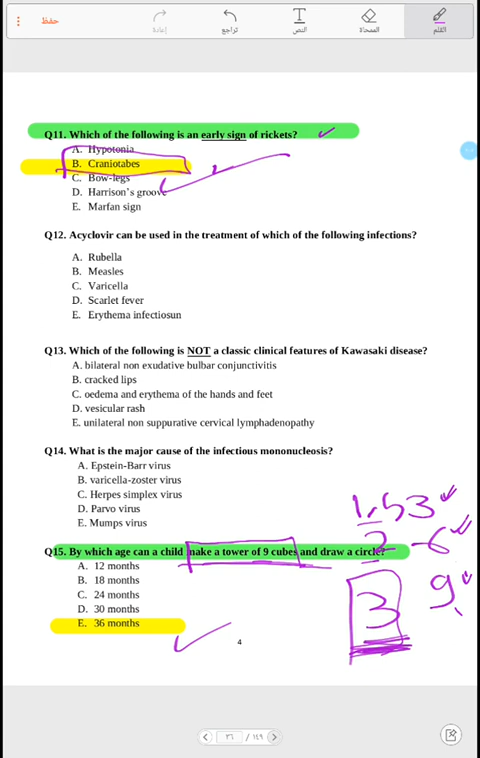 حفظ
إعادة
تراجع
النص
الممحاة
القلم
Q11. Which of the following is an early sign of rickets?
A. Hypotonia
B. Craniotabes
C. Bow-legs
D. Harrison's groove
E. Marfan sign
Q12. Acyclovir can be used in the treatment of which of the following infections?
A. Rubella
B. Measles
C. Varicella
D. Scarlet fever
E. Erythema infectiosun
Q13. Which of the following is NOT a classic clinical features of Kawasaki disease?
A. bilateral non exudative bulbar conjunctivitis
B. cracked lips
C. oedema and erythema of the hands and feet
D. vesicular rash
E. unilateral non suppurative cervical lymphadenopathy
Q14. What is the major cause of the infectious mononucleosis?
A. Epstein-Barr virus
B. varicella-zoster virus
C. Herpes simplex virus
D. Parvo virus
E. Mumps virus
1,5 3
Q15. By which age can a child make a tower of 9 cubes and draw a circle?
2 - 6
A. 12 months
B. 18 months
C. 24 months
D. 30 months
E. 36 months
3 9
4
٣٦ / ١٤٩